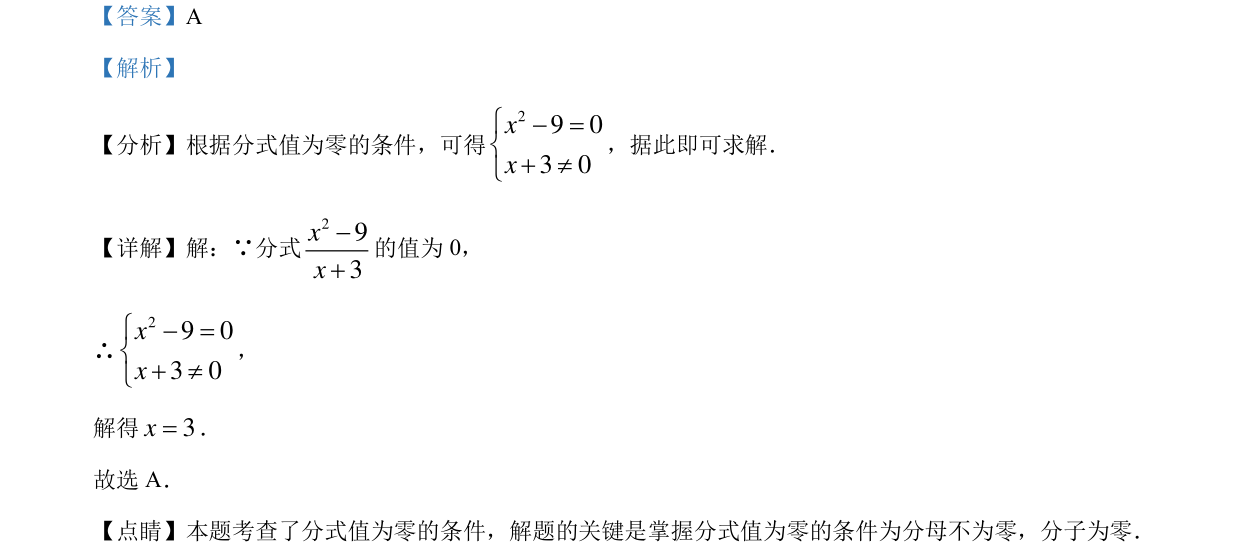 【答案】A
【解析】
【分析】根据分式值为零的条件，可得{x²－9＝0 x＋3≠0，据此即可求解．
【详解】解：∵分式 (x²－9)/(x＋3) 的值为 0，
∴{x²－9＝0 x＋3≠0，
解得 x＝3．
故选 A．
【点睛】本题考查了分式值为零的条件，解题的关键是掌握分式值为零的条件为分母不为零，分子为零．